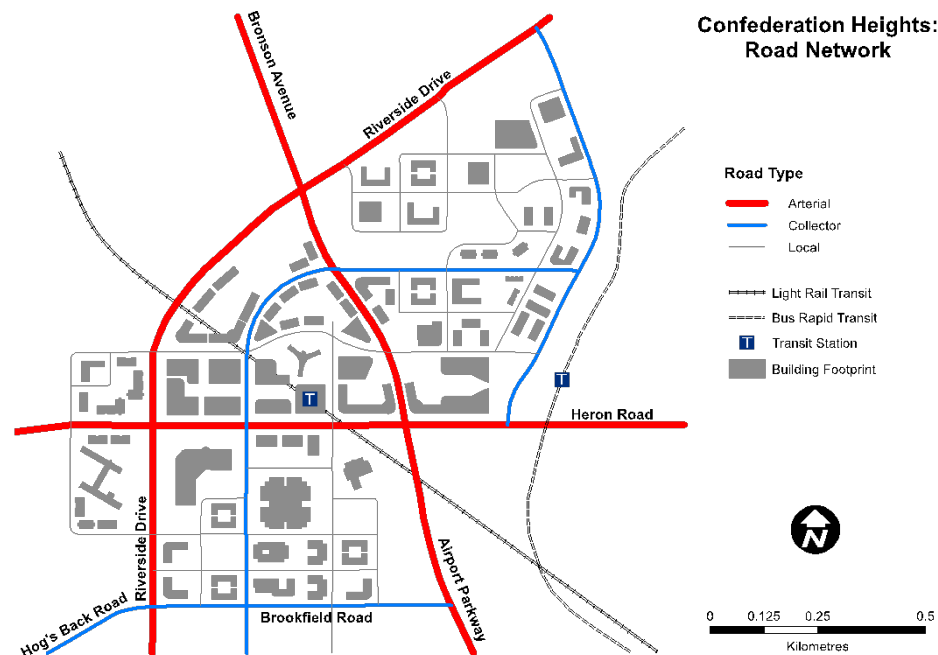 Confederation Heights:
Road Network
Bronson Avenue
Riverside Drive
Road Type
Arterial
Collector
Local
Light Rail Transit
Bus Rapid Transit
T
Transit Station
Building Footprint
T
T
Heron Road
Riverside Drive
Airport Parkway
N
Hog's Back Road
Brookfield Road
0
0.125
0.25
0.5
Kilometres